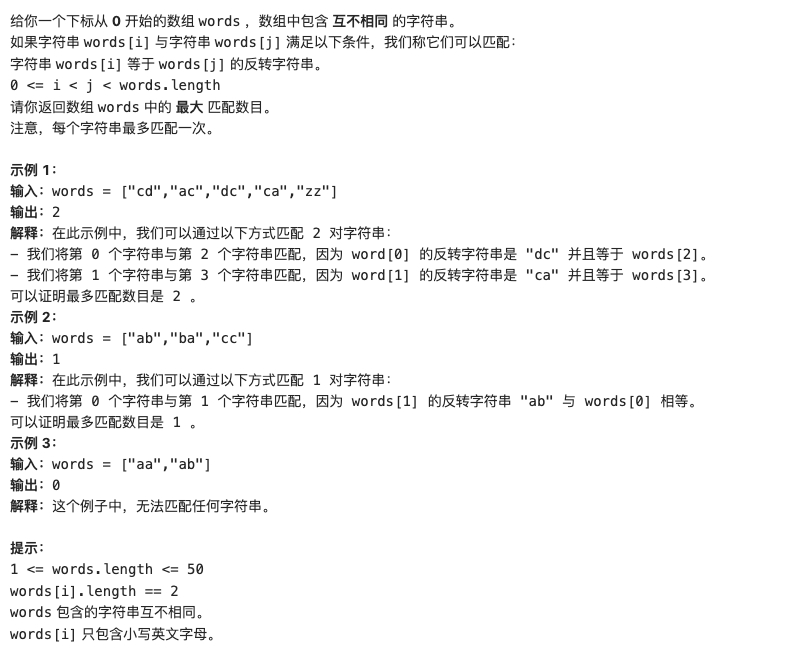 给你一个下标从 0 开始的数组 words ，数组中包含 互不相同 的字符串。
如果字符串 words[i] 与字符串 words[j] 满足以下条件，我们称它们可以匹配：
字符串 words[i] 等于 words[j] 的反转字符串。
0 <= i < j < words.length
请你返回数组 words 中的 最大 匹配数目。
注意，每个字符串最多匹配一次。
示例 1：
输入：words = ["cd","ac","dc","ca","zz"]
输出：2
解释：在此示例中，我们可以通过以下方式匹配 2 对字符串：
- 我们将第 0 个字符串与第 2 个字符串匹配，因为 word[0] 的反转字符串是 "dc" 并且等于 words[2]。
- 我们将第 1 个字符串与第 3 个字符串匹配，因为 word[1] 的反转字符串是 "ca" 并且等于 words[3]。
可以证明最多匹配数目是 2 。
示例 2：
输入：words = ["ab","ba","cc"]
输出：1
解释：在此示例中，我们可以通过以下方式匹配 1 对字符串：
- 我们将第 0 个字符串与第 1 个字符串匹配，因为 words[1] 的反转字符串 "ab" 与 words[0] 相等。
可以证明最多匹配数目是 1 。
示例 3：
输入：words = ["aa","ab"]
输出：0
解释：这个例子中，无法匹配任何字符串。
提示：
1 <= words.length <= 50
words[i].length == 2
words 包含的字符串互不相同。
words[i] 只包含小写英文字母。